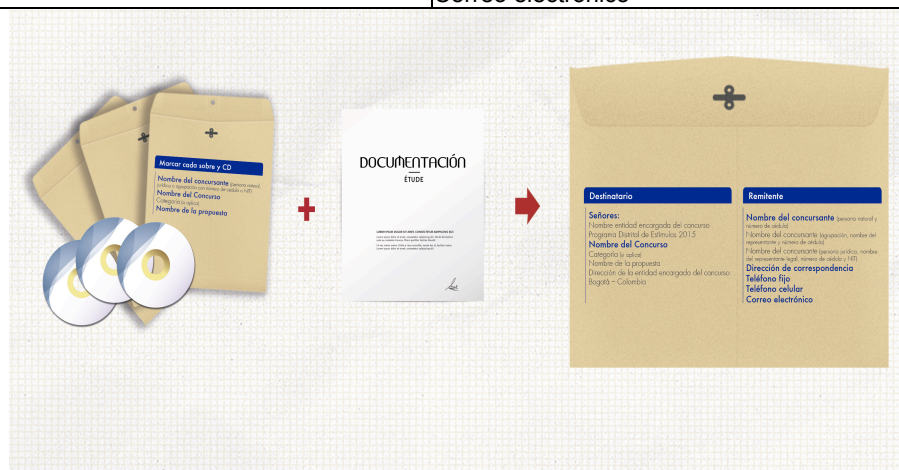 Correo electrónico
Marcar cada sobre y CD
Nombre del concursante (persona natural,
jurídica o agrupación con número de cédula o NIT)
Nombre del Concurso
Categoría (si aplica)
Nombre de la propuesta
DOCUMENTACIÓN
ÉTUDE
Destinatario
Señores:
Nombre entidad encargada del concurso
Programa Distrital de Estímulos 2015
Nombre del Concurso
Categoría (si aplica)
Nombre de la propuesta
Dirección de la entidad encargada del concurso
Bogotá – Colombia
Remitente
Nombre del concursante (persona natural y
número de cédula)
Nombre del concursante (agrupación, nombre del
representante y número de cédula)
Nombre del concursante (persona jurídica, nombre
del representante legal, número de cédula y NIT)
Dirección de correspondencia
Teléfono fijo
Teléfono celular
Correo electrónico